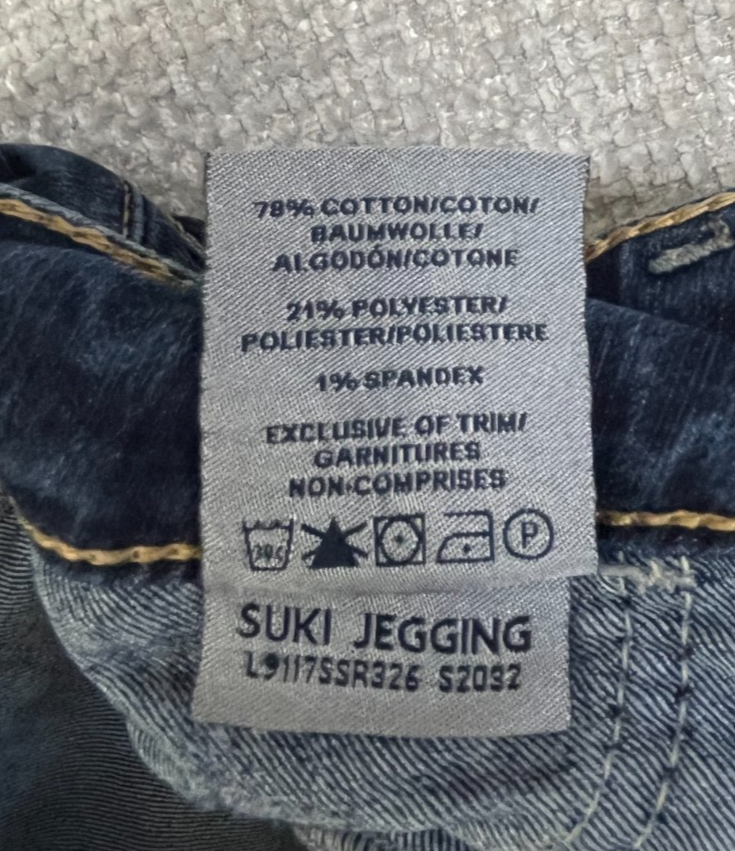 78% COTTON/COTON/
BAUMWOLLE/
ALGODÓN/COTONE
21% POLYESTER/
POLIESTER/POLIESTERE
1% SPANDEX
EXCLUSIVE OF TRIM/
GARNITURES
NON-COMPRISES
P
SUKI JEGGING
L9117SSR326 S2032